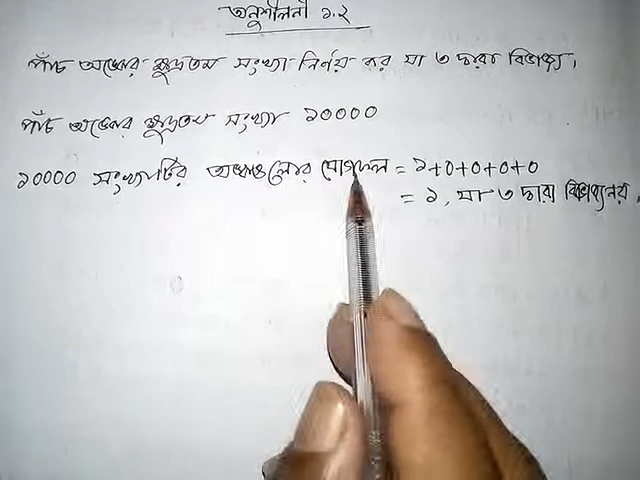 অনুশীলনী ১.২
পাঁচ অঙ্কের ক্ষুদ্রতম সংখ্যা নির্ণয় কর যা ৩ দ্বারা বিভাজ্য।
পাঁচ অঙ্কের ক্ষুদ্রতম সংখ্যা ১০০০০
১০০০০ সংখ্যাটির অঙ্কগুলোর যোগফল = ১+০+০+০+০
= ১, যা ৩ দ্বারা বিভাজ্য নয়।